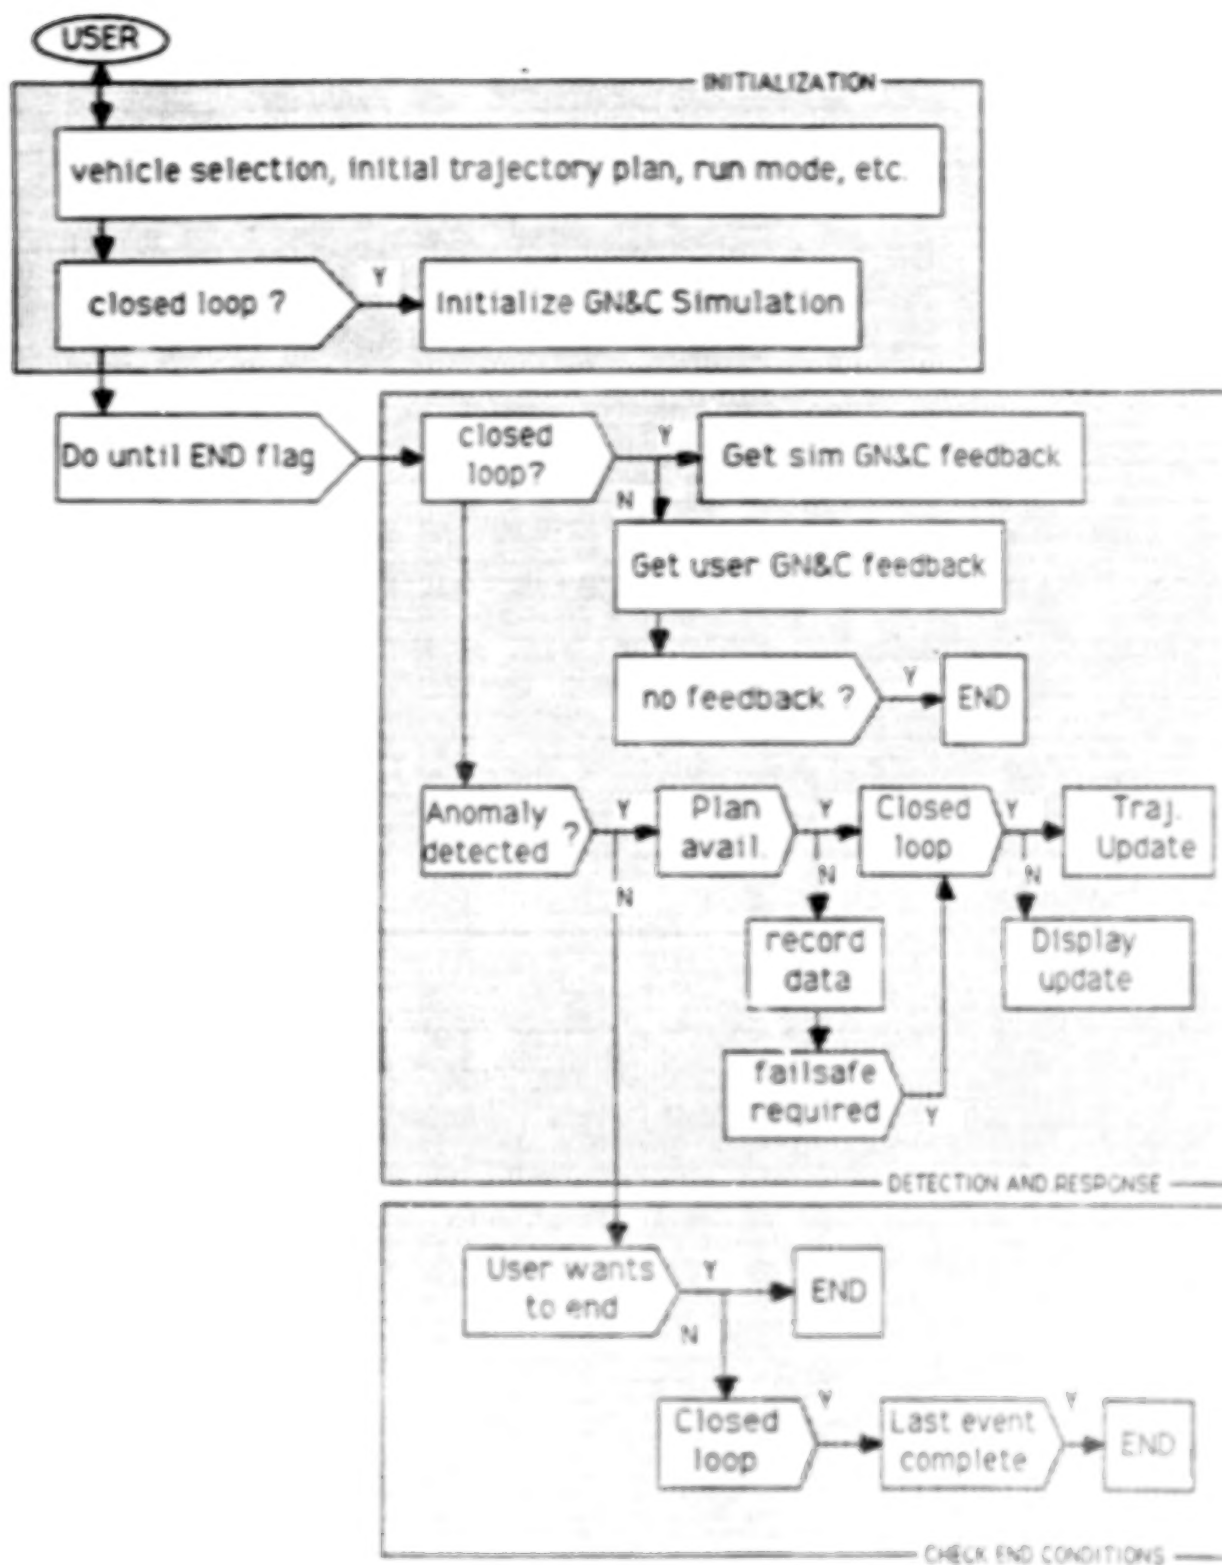 USER
INITIALIZATION
vehicle selection, initial trajectory plan, run mode, etc.
closed loop ?
Y
Initialize GN&C Simulation
Do until END flag
closed
loop?
Y
Get sim GN&C feedback
N
Get user GN&C feedback
no feedback ?
Y
END
Anomaly
detected ?
Y
Plan
avail.
Y
Closed
loop
Y
Traj.
Update
N
N
N
record
data
Display
update
failsafe
required
Y
DETECTION AND RESPONSE
User wants
to end
Y
END
N
Closed
loop
Y
Last event
complete
Y
END
CHECK END CONDITIONS